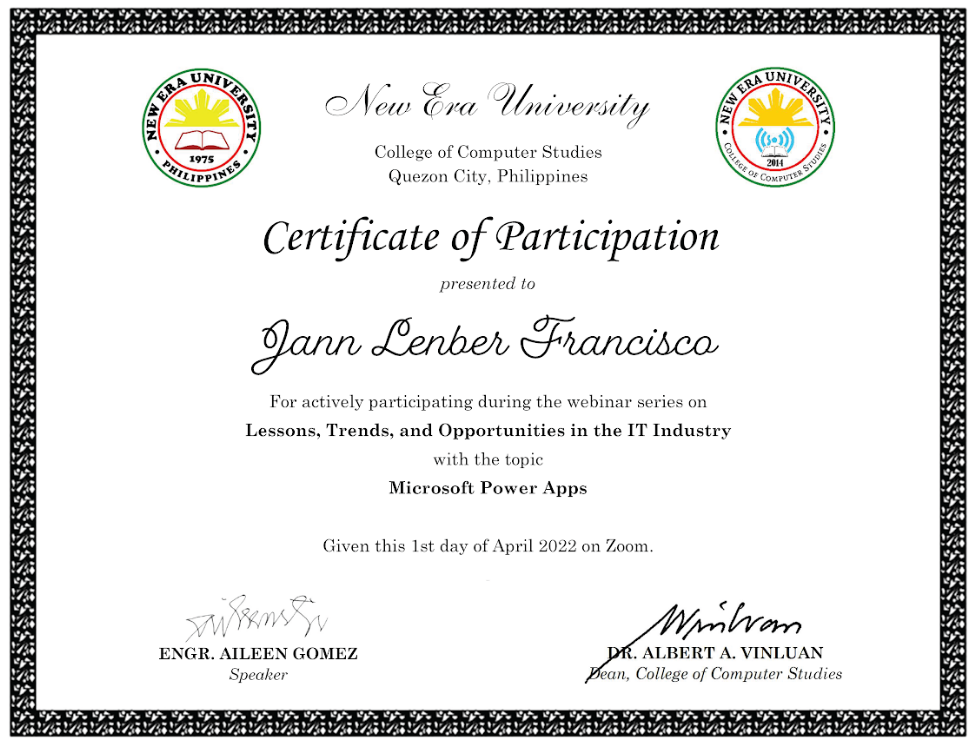 NEW ERA UNIVERSITY
1975
PHILIPPINES
New Era University
College of Computer Studies
Quezon City, Philippines
NEW ERA UNIVERSITY
2014
COLLEGE OF COMPUTER STUDIES
Certificate of Participation
presented to
Jann Lenber Francisco
For actively participating during the webinar series on
Lessons, Trends, and Opportunities in the IT Industry
with the topic
Microsoft Power Apps
Given this 1st day of April 2022 on Zoom.
ENGR. AILEEN GOMEZ
Speaker
DR. ALBERT A. VINLUAN
Dean, College of Computer Studies